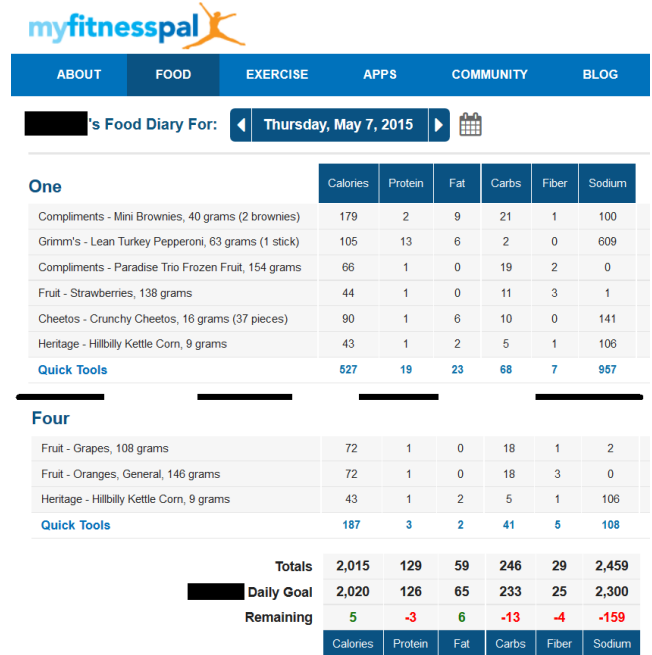 myfitnesspal
ABOUT FOOD EXERCISE APPS COMMUNITY BLOG
's Food Diary For: Thursday, May 7, 2015
One Calories Protein Fat Carbs Fiber Sodium
Compliments - Mini Brownies, 40 grams (2 brownies) 179 2 9 21 1 100
Grimm's - Lean Turkey Pepperoni, 63 grams (1 stick) 105 13 6 2 0 609
Compliments - Paradise Trio Frozen Fruit, 154 grams 66 1 0 19 2 0
Fruit - Strawberries, 138 grams 44 1 0 11 3 1
Cheetos - Crunchy Cheetos, 16 grams (37 pieces) 90 1 6 10 0 141
Heritage - Hillbilly Kettle Corn, 9 grams 43 1 2 5 1 106
Quick Tools 527 19 23 68 7 957
Four
Fruit - Grapes, 108 grams 72 1 0 18 1 2
Fruit - Oranges, General, 146 grams 72 1 0 18 3 0
Heritage - Hillbilly Kettle Corn, 9 grams 43 1 2 5 1 106
Quick Tools 187 3 2 41 5 108
Totals 2,015 129 59 246 29 2,459
Daily Goal 2,020 126 65 233 25 2,300
Remaining 5 -3 6 -13 -4 -159
Calories Protein Fat Carbs Fiber Sodium